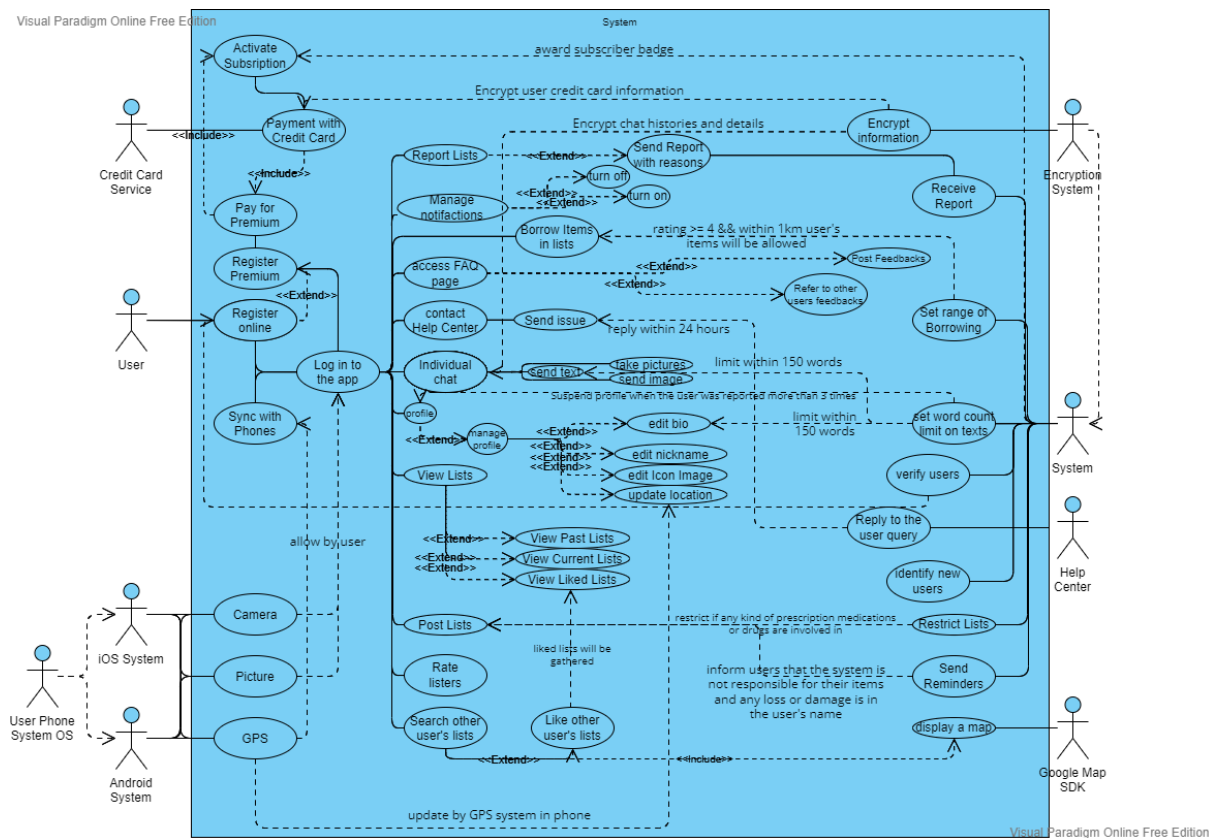 Visual Paradigm Online Free Edition
System
Activate
Subsription
award subscriber badge
Encrypt user credit card information
Payment with
Credit Card
<<Include>>
Encrypt chat histories and details
Encrypt
information
Credit Card
Service
Encryption
System
Report Lists
<<Extend>>
Send Report
with reasons
<<Include>>
turn off
<<Extend>>
<<Extend>>
turn on
Receive
Report
Pay for
Premium
Manage
notifactions
Borrow Items
in lists
rating >= 4 && within 1km user's
items will be allowed
Register
Premium
access FAQ
page
<<Extend>>
Post Feedbacks
<<Extend>>
Refer to other
users feedbacks
<<Extend>>
User
Register
online
contact
Help Center
Send issue
reply within 24 hours
Set range of
Borrowing
Log in to
the app
Individual
chat
send text
take pictures
send image
limit within 150 words
Suspend profile when the user was reported more than 3 times
Sync with
Phones
profile
<<Extend>>
manage
profile
<<Extend>>
<<Extend>>
<<Extend>>
edit bio
limit within
150 words
set word count
limit on texts
System
edit nickname
edit Icon Image
update location
View Lists
verify users
allow by user
<<Extend>>
<<Extend>>
<<Extend>>
View Past Lists
View Current Lists
View Liked Lists
Reply to the
user query
Help
Center
identify new
users
Camera
iOS System
Post Lists
restrict if any kind of prescription medications
or drugs are involved in
Restrict Lists
liked lists will be
gathered
Picture
Rate
listers
inform users that the system is
not responsible for their items
and any loss or damage is in
the user's name
Send
Reminders
User Phone
System OS
GPS
Android
System
Search other
user's lists
Like other
user's lists
<<Extend>>
<<Include>>
display a map
Google Map
SDK
update by GPS system in phone
Visual Paradigm Online Free Edition